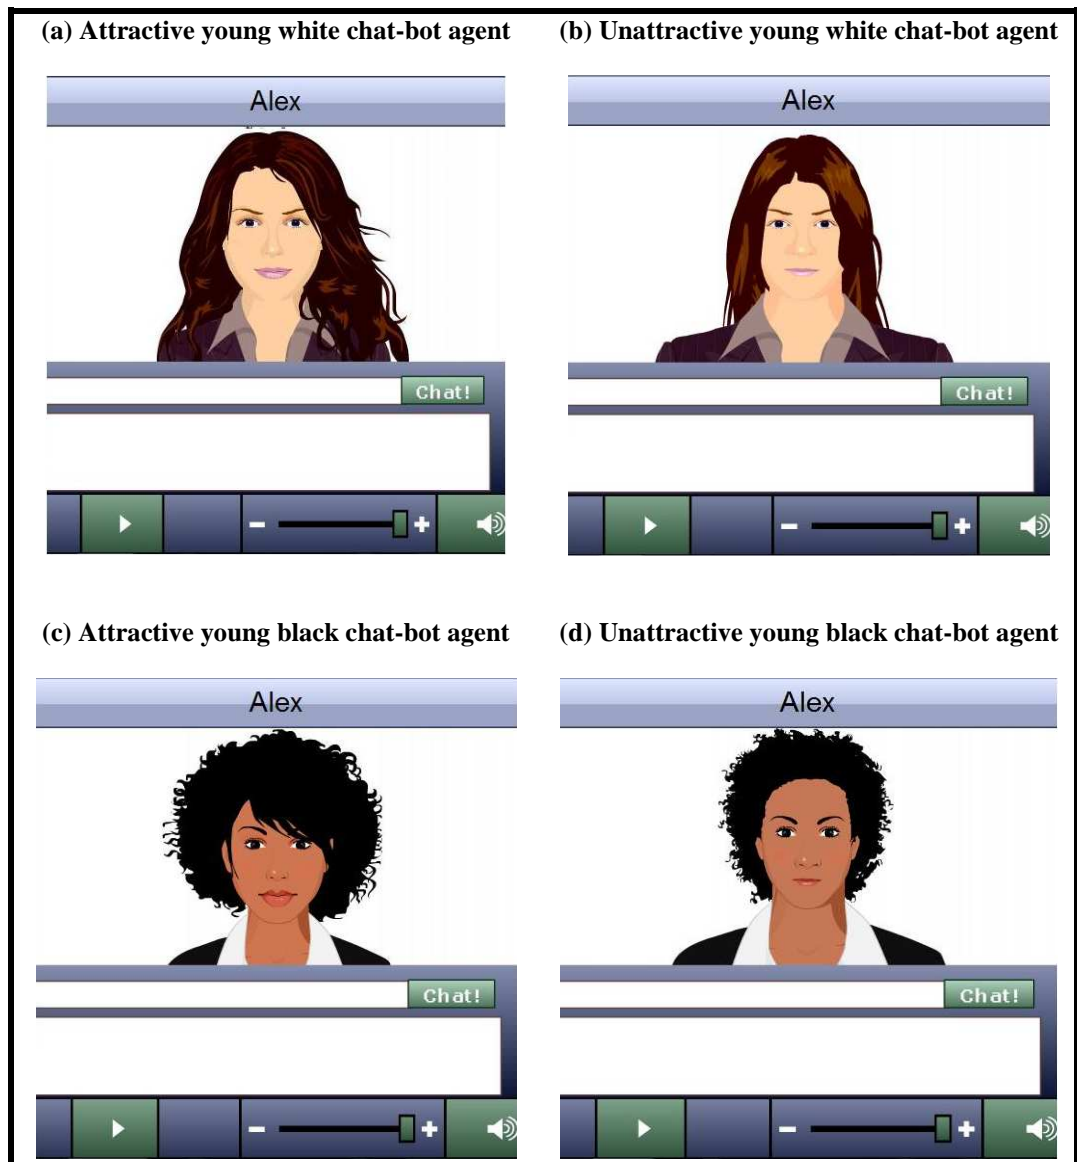 (a) Attractive young white chat-bot agent
(b) Unattractive young white chat-bot agent
Alex
Alex
Chat!
Chat!
(c) Attractive young black chat-bot agent
(d) Unattractive young black chat-bot agent
Alex
Alex
Chat!
Chat!